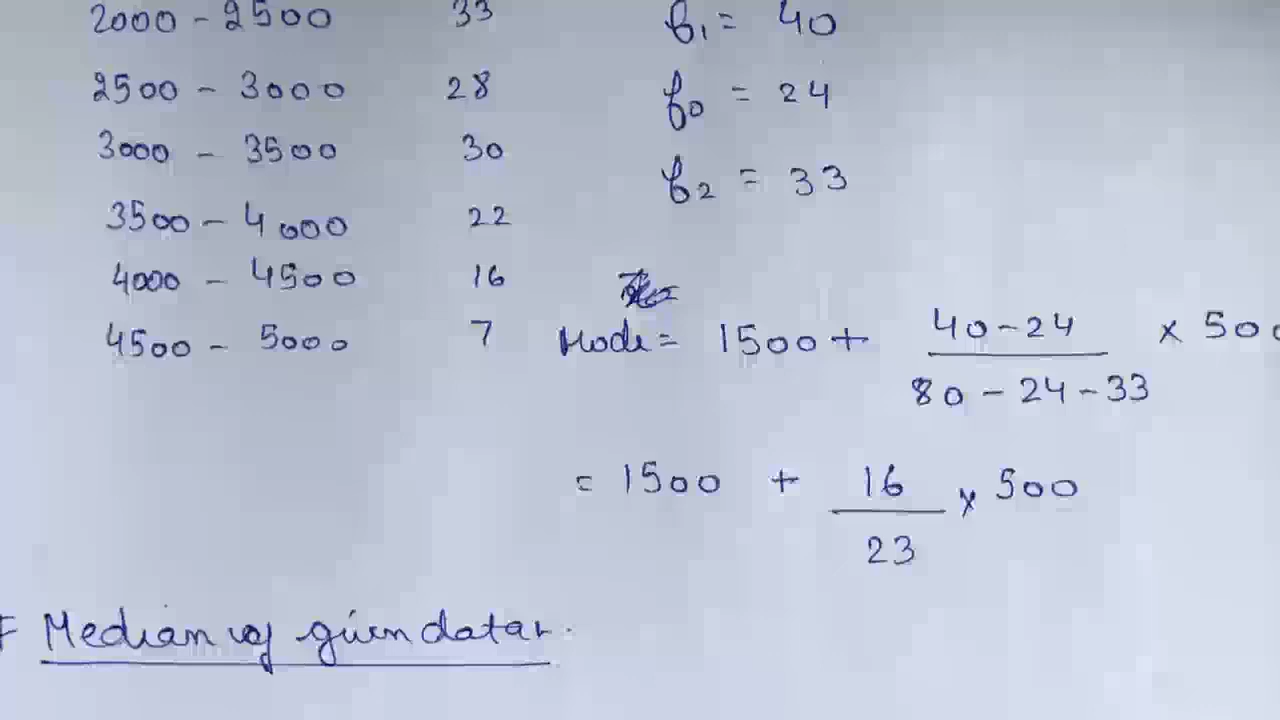 2000 - 2500 33 f1 = 40
2500 - 3000 28 f0 = 24
3000 - 3500 30
f2 = 33
3500 - 4000 22
4000 - 4500 16
4500 - 5000 7
Mode = 1500 + 40-24 / 80-24-33 x 500
= 1500 + 16 / 23 x 500
Median of given data